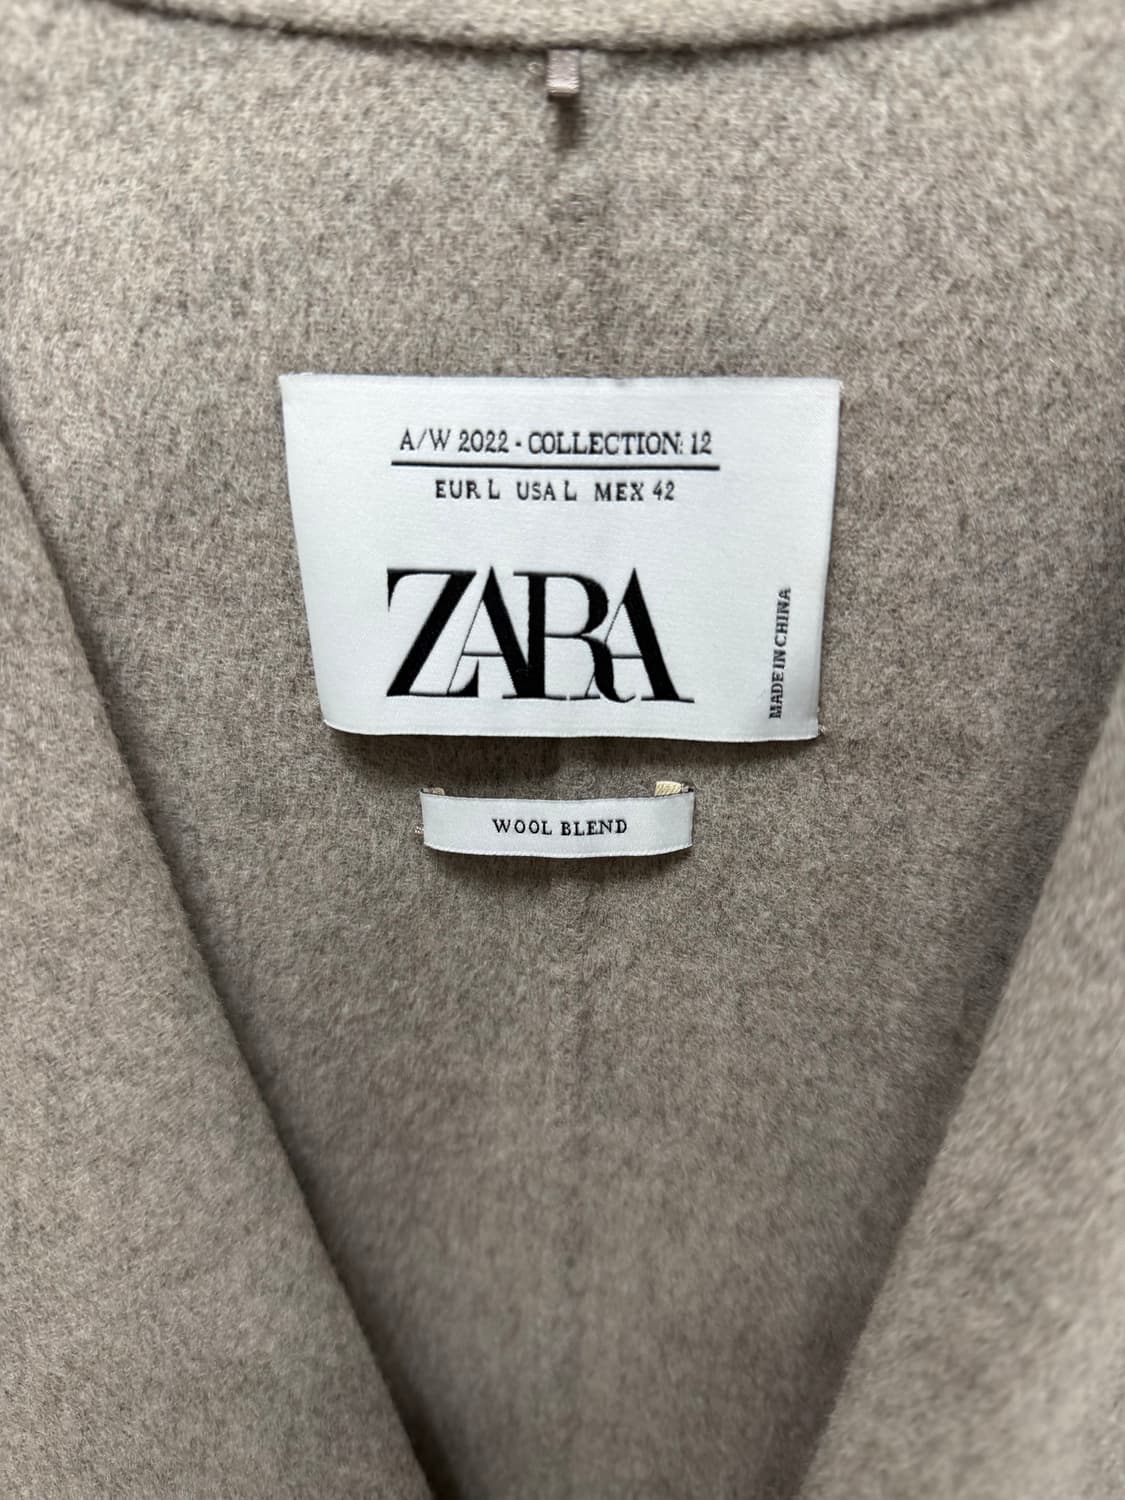 A/W 2022 - COLLECTION: 12
EUR L USA L MEX 42
ZARA
MADE IN CHINA
WOOL BLEND